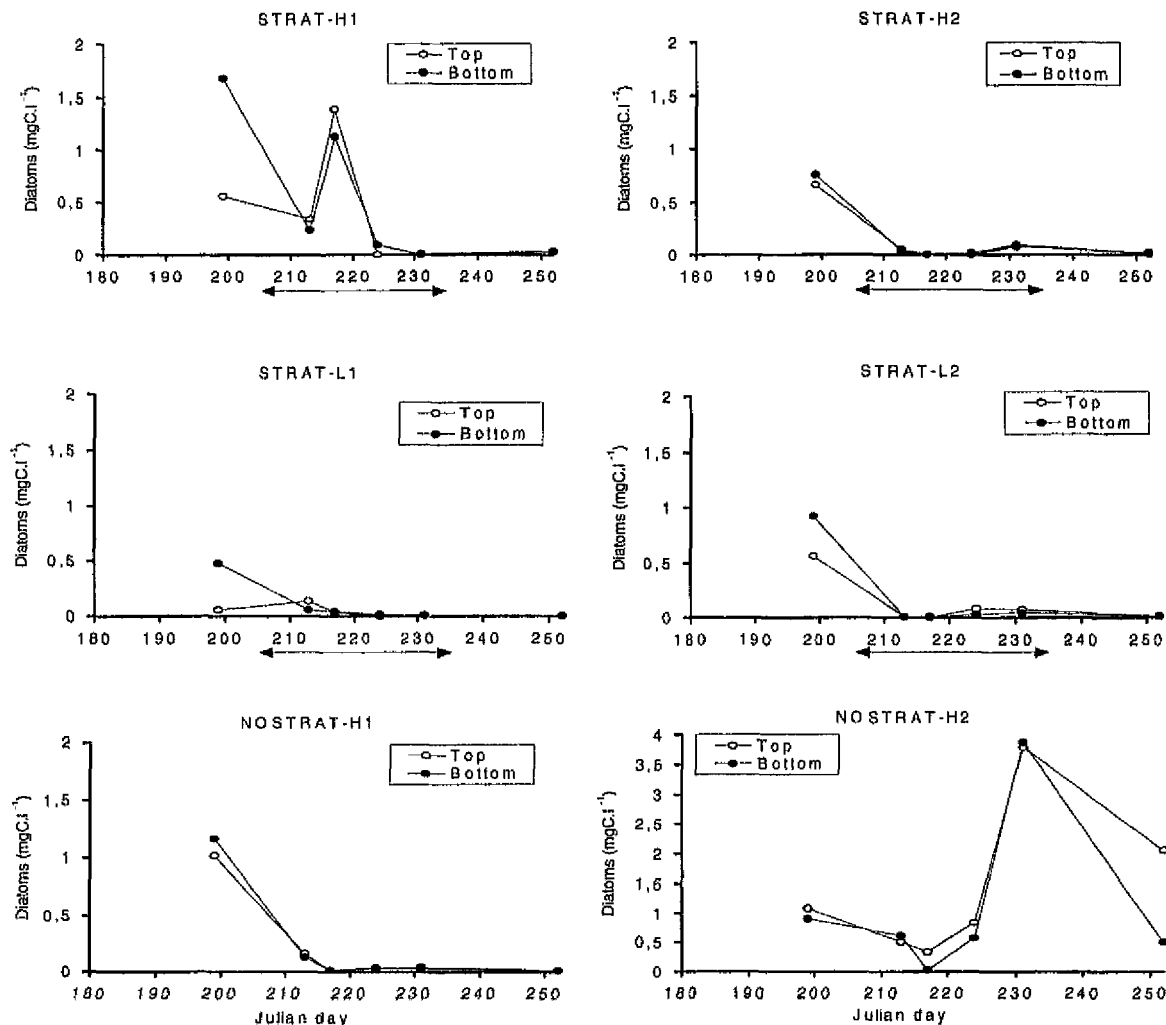 STRAT-H1
Top
Bottom
Diatoms (mgC.l⁻¹)
2
1,5
1
0,5
0
180 190 200 210 220 230 240 250
STRAT-H2
Top
Bottom
Diatoms (mgC.l⁻¹)
2
1,5
1
0,5
0
180 190 200 210 220 230 240 250
STRAT-L1
Top
Bottom
Diatoms (mgC.l⁻¹)
2
1,5
1
0,5
0
180 190 200 210 220 230 240 250
STRAT-L2
Top
Bottom
Diatoms (mgC.l⁻¹)
2
1,5
1
0,5
0
180 190 200 210 220 230 240 250
NOSTRAT-H1
Top
Bottom
Diatoms (mgC.l⁻¹)
2
1,5
1
0,5
0
180 190 200 210 220 230 240 250
Julian day
NOSTRAT-H2
Top
Bottom
Diatoms (mgC.l⁻¹)
4
3,5
3
2,5
2
1,5
1
0,5
0
180 190 200 210 220 230 240 250
Julian day